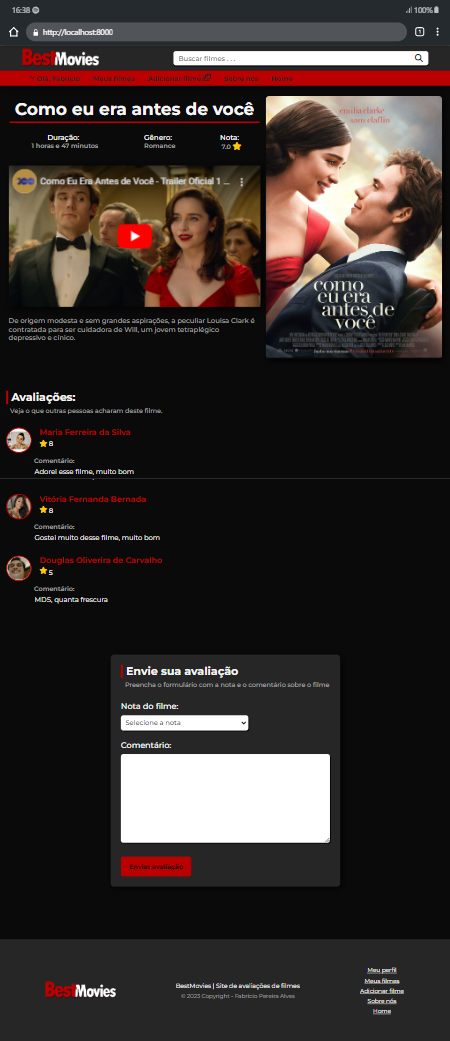 16:38
100%
http://localhost:8000
1
BestMovies
Buscar filmes . . .
Olá, Fabrício Meus Filmes Adicionar filme Sobre nós Home
Como eu era antes de você
Duração: Gênero: Nota:
1 horas e 47 minutos Romance 7.0
Como Eu Era Antes de Você - Trailer Oficial 1 ...
De origem modesta e sem grandes aspirações, a peculiar Louisa Clark é
contratada para ser cuidadora de Will, um jovem tetraplégico
depressivo e cínico.
emilia clarke
sam claflin
como
eu era
antes de
você
Avaliações:
Veja o que outras pessoas acharam deste filme.
Maria Ferreira da Silva
8
Comentário:
Adorei esse filme, muito bom
Vitória Fernanda Bernada
8
Comentário:
Gostei muito desse filme, muito bom
Douglas Oliverira de Carvalho
5
Comentário:
MDS, quanta frescura
Envie sua avaliação
Preencha o formulário com a nota e o comentário sobre o filme
Nota do filme:
Selecione a nota
Comentário:
Enviar avaliação
BestMovies
BestMovies | Site de avaliações de filmes
© 2023 Copyright - Fabrício Pereira Alves
Meu perfil
Meus filmes
Adicionar filme
Sobre nós
Home